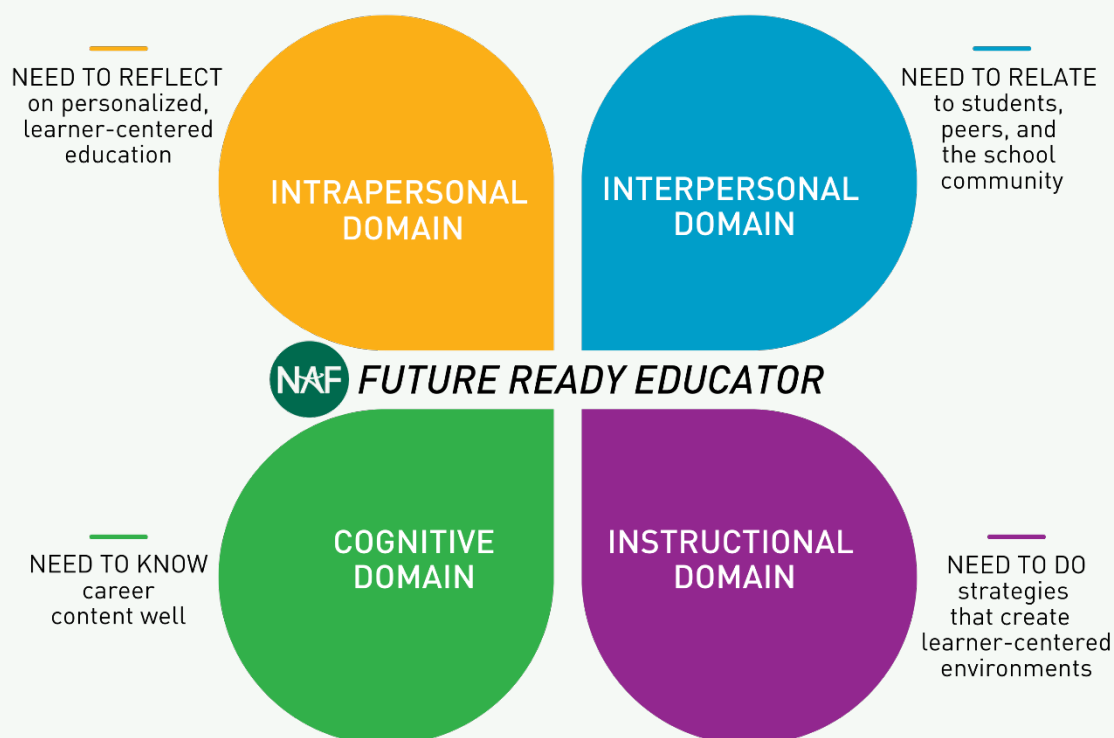 NEED TO REFLECT
on personalized,
learner-centered
education
INTRAPERSONAL
DOMAIN
INTERPERSONAL
DOMAIN
NEED TO RELATE
to students,
peers, and
the school
community
NAF FUTURE READY EDUCATOR
NEED TO KNOW
career
content well
COGNITIVE
DOMAIN
INSTRUCTIONAL
DOMAIN
NEED TO DO
strategies
that create
learner-centered
environments